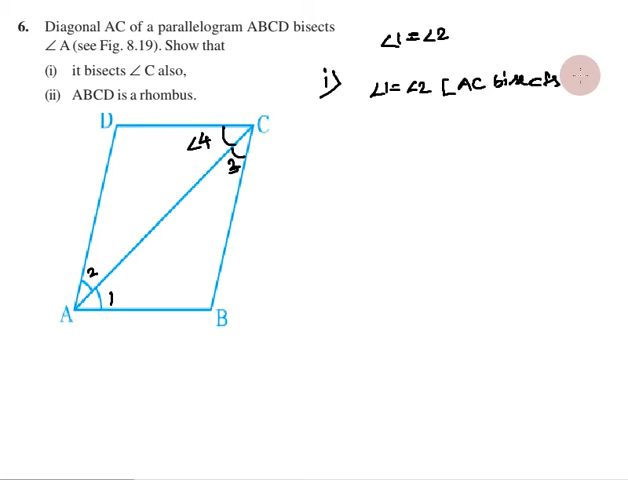 6. Diagonal AC of a parallelogram ABCD bisects
∠ A (see Fig. 8.19). Show that
(i) it bisects ∠ C also,
(ii) ABCD is a rhombus.
∠1 = ∠2
i) ∠1 = ∠2 [AC bisects
D
C
∠4
3
2
1
A
B